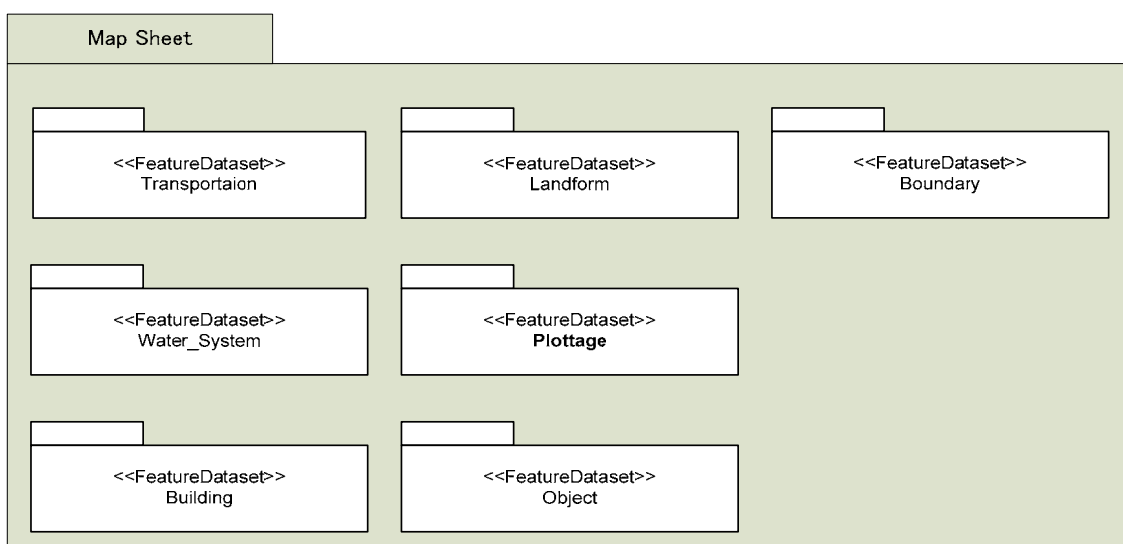 Map Sheet
<<FeatureDataset>>
Transportaion
<<FeatureDataset>>
Landform
<<FeatureDataset>>
Boundary
<<FeatureDataset>>
Water_System
<<FeatureDataset>>
Plottage
<<FeatureDataset>>
Building
<<FeatureDataset>>
Object